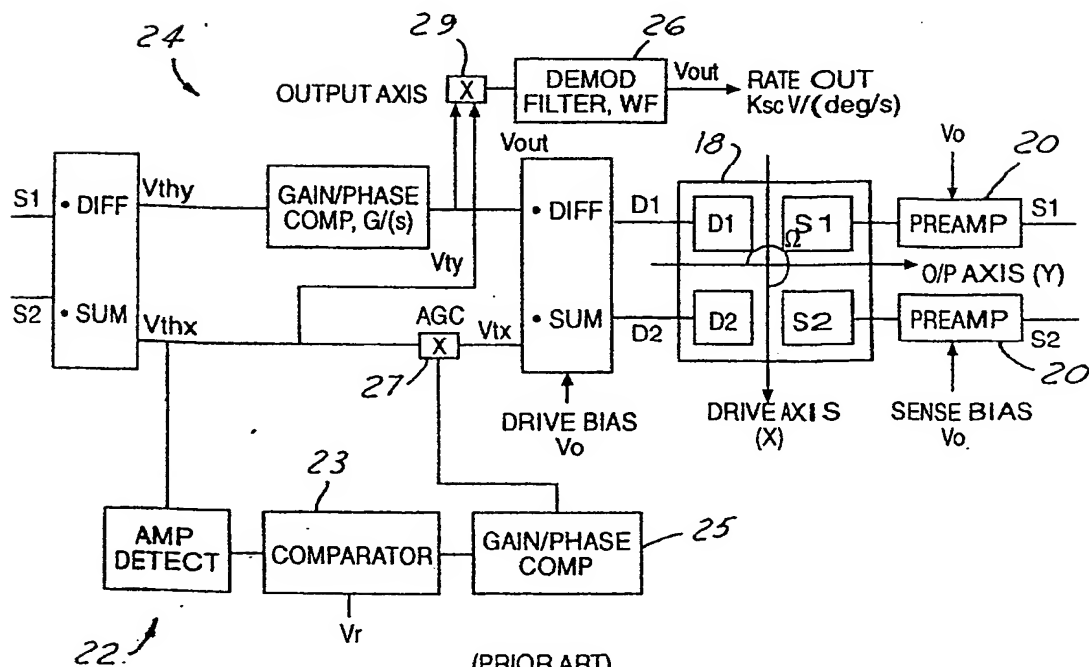 24
29
26
OUTPUT AXIS
X
DEMOD
FILTER, WF
Vout
RATE OUT
Ksc V/(deg/s)
Vout
18
Vo
20
S1
• DIFF
Vthy
GAIN/PHASE
COMP, G/(s)
• DIFF
D1
D1
S1
PREAMP
S1
Ω
Vty
O/P AXIS (Y)
S2
• SUM
Vthx
AGC
X
Vtx
• SUM
D2
D2
S2
PREAMP
S2
27
20
DRIVE BIAS
Vo
DRIVE AXIS
(X)
SENSE BIAS
Vo
23
AMP
DETECT
COMPARATOR
GAIN/PHASE
COMP
25
Vr
22
(PRIOR ART)